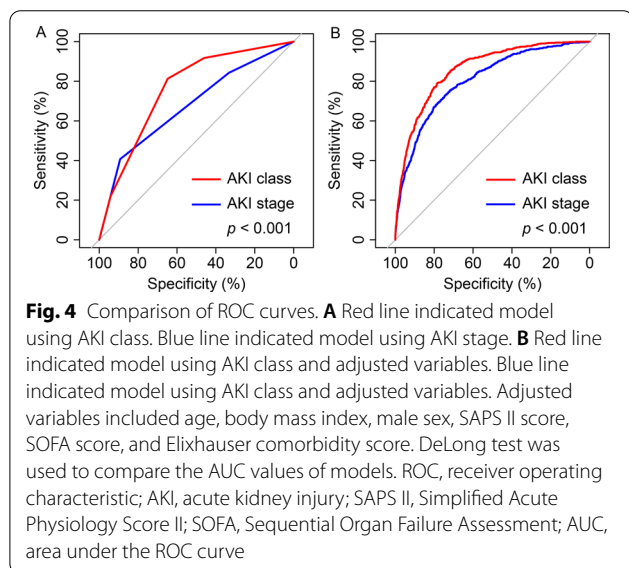 A
B
100
80
60
40
20
0
Sensitivity (%)
AKI class
AKI stage
p < 0.001
100 80 60 40 20 0
Specificity (%)
100
80
60
40
20
0
Sensitivity (%)
AKI class
AKI stage
p < 0.001
100 80 60 40 20 0
Specificity (%)
Fig. 4 Comparison of ROC curves. A Red line indicated model
using AKI class. Blue line indicated model using AKI stage. B Red line
indicated model using AKI class and adjusted variables. Blue line
indicated model using AKI class and adjusted variables. Adjusted
variables included age, body mass index, male sex, SAPS II score,
SOFA score, and Elixhauser comorbidity score. DeLong test was
used to compare the AUC values of models. ROC, receiver operating
characteristic; AKI, acute kidney injury; SAPS II, Simplified Acute
Physiology Score II; SOFA, Sequential Organ Failure Assessment; AUC,
area under the ROC curve